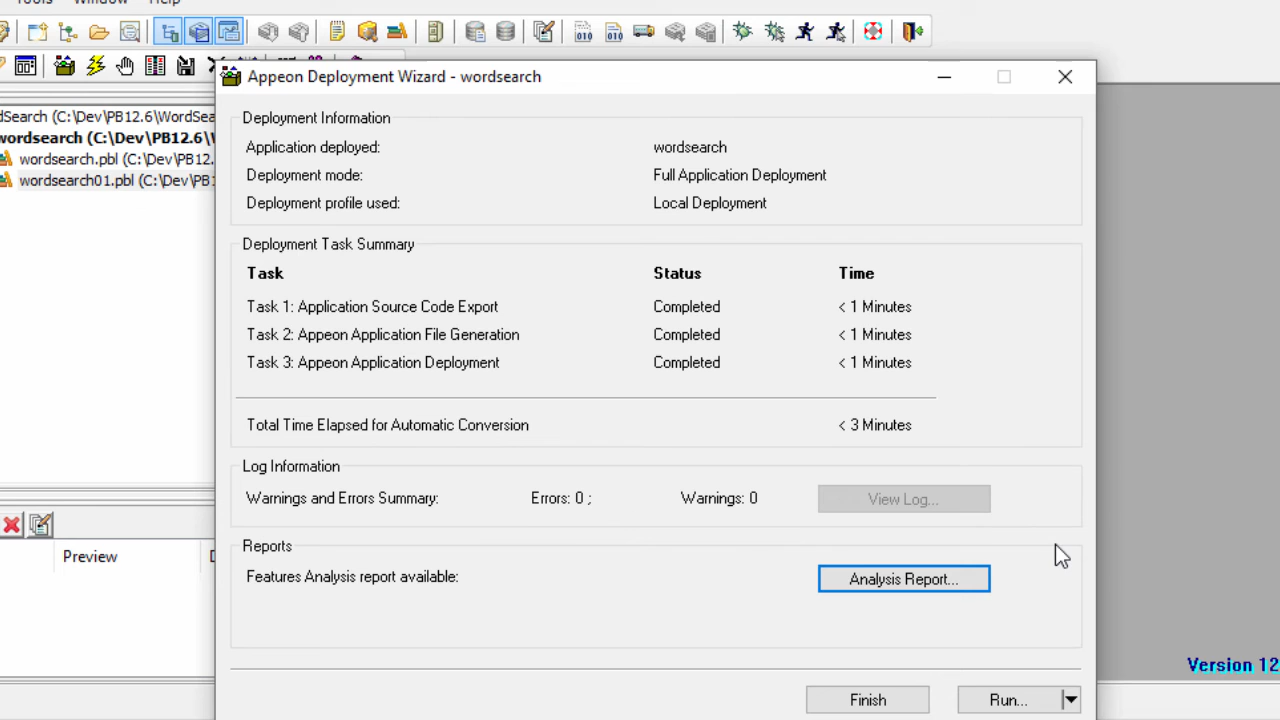 Tools Window Help
Appeon Deployment Wizard - wordsearch
dSearch (C:\Dev\PB12.6\WordSea
wordsearch (C:\Dev\PB12.6\
wordsearch.pbl (C:\Dev\PB12.
wordsearch01.pbl (C:\Dev\PB1
Deployment Information
Application deployed: wordsearch
Deployment mode: Full Application Deployment
Deployment profile used: Local Deployment
Deployment Task Summary
Task Status Time
Task 1: Application Source Code Export Completed < 1 Minutes
Task 2: Appeon Application File Generation Completed < 1 Minutes
Task 3: Appeon Application Deployment Completed < 1 Minutes
Total Time Elapsed for Automatic Conversion < 3 Minutes
Log Information
Warnings and Errors Summary: Errors: 0 ; Warnings: 0 View Log...
Reports
Preview
Features Analysis report available: Analysis Report...
Version 12
Finish Run...